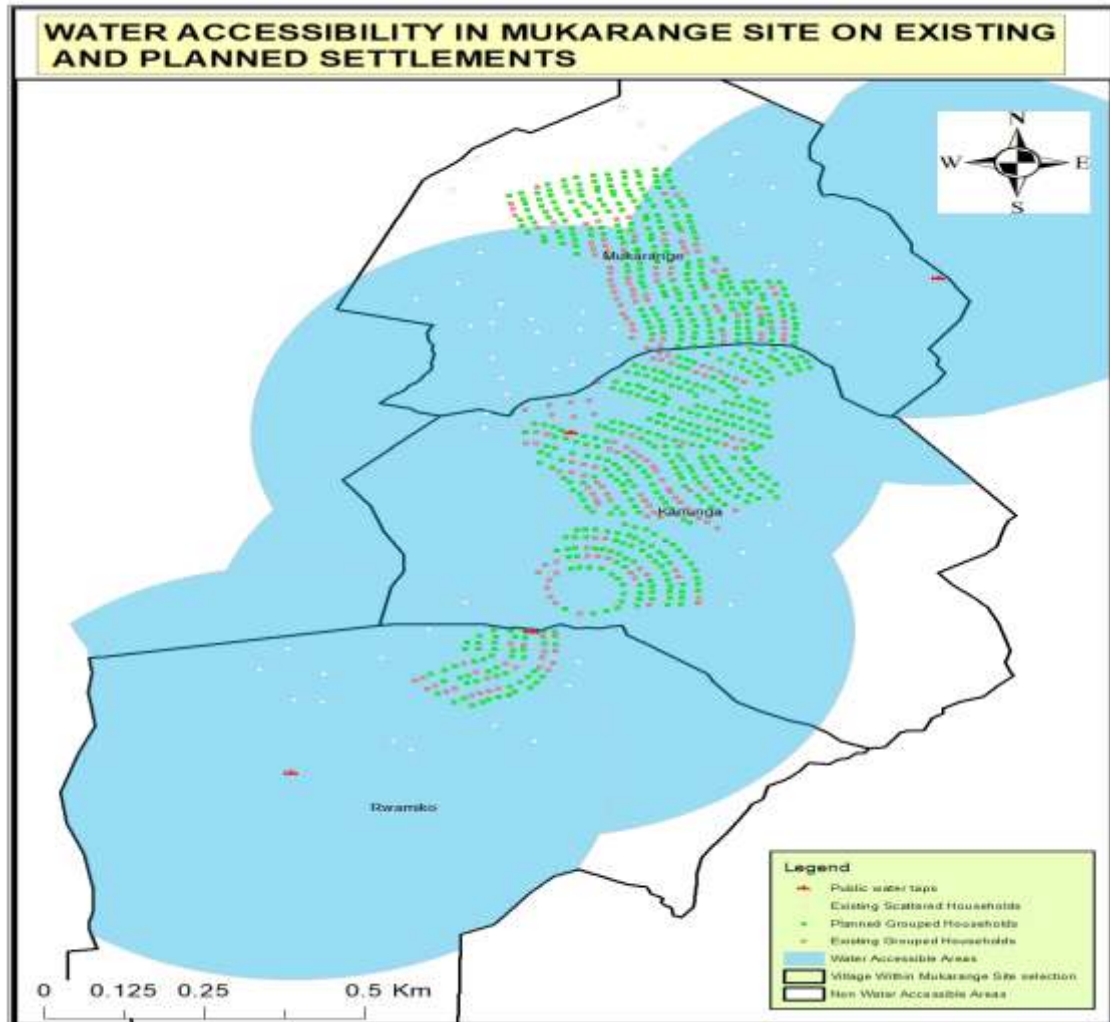 WATER ACCESSIBILITY IN MUKARANGE SITE ON EXISTING
AND PLANNED SETTLEMENTS
N
W E
S
Mukarange
Kanunga
Rwamiko
Legend
Public water taps
Existing Scattered Households
Planned Grouped Households
Existing Grouped Households
Water Accessible Areas
Village Within Mukarange Site selection
Non Water Accessible Areas
0 0.125 0.25 0.5 Km